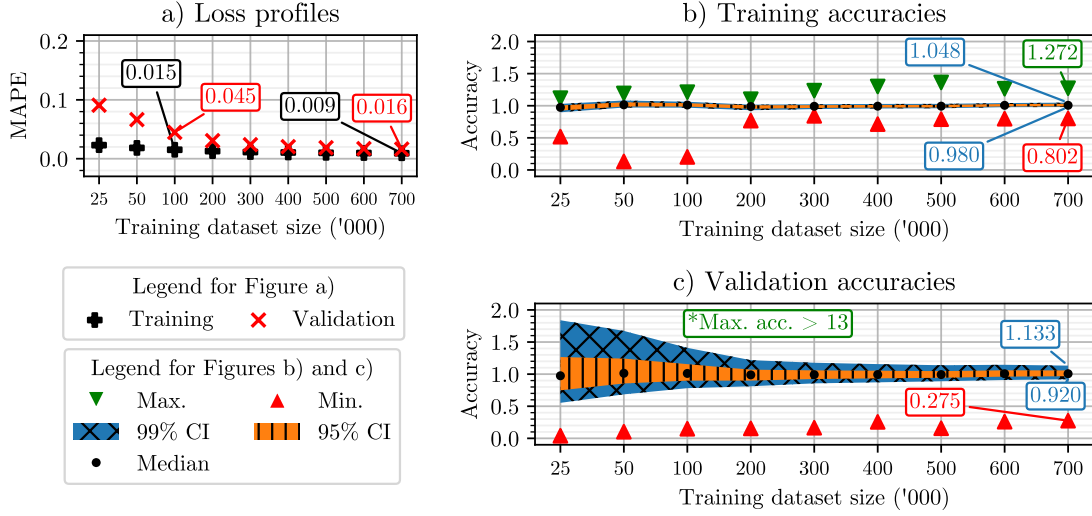 a) Loss profiles
0.2
0.1
0.0
MAPE
0.015
0.045
0.009
0.016
25 50 100 200 300 400 500 600 700
Training dataset size ('000)
b) Training accuracies
2.0
1.5
1.0
0.5
0.0
Accuracy
1.048
1.272
0.980
0.802
25 50 100 200 300 400 500 600 700
Training dataset size ('000)
Legend for Figure a)
Training Validation
Legend for Figures b) and c)
Max. Min.
99% CI 95% CI
Median
c) Validation accuracies
2.0
1.5
1.0
0.5
0.0
Accuracy
*Max. acc. > 13
1.133
0.275
0.920
25 50 100 200 300 400 500 600 700
Training dataset size ('000)